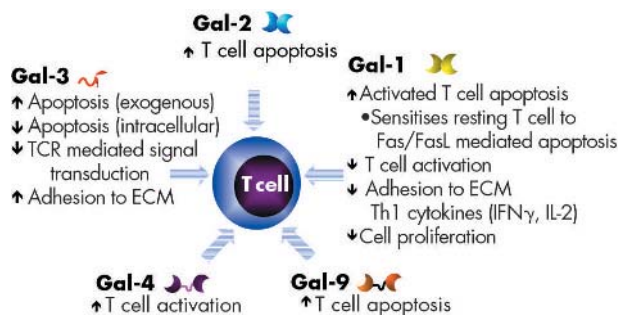 Gal-2
↑ T cell apoptosis
Gal-3
↑ Apoptosis (exogenous)
↓ Apoptosis (intracellular)
↓ TCR mediated signal
transduction
↑ Adhesion to ECM
Gal-1
↑ Activated T cell apoptosis
•Sensitises resting T cell to
Fas/FasL mediated apoptosis
↓ T cell activation
↓ Adhesion to ECM
Th1 cytokines (IFNγ, IL-2)
↓ Cell proliferation
T cell
Gal-4
↑ T cell activation
Gal-9
↑ T cell apoptosis